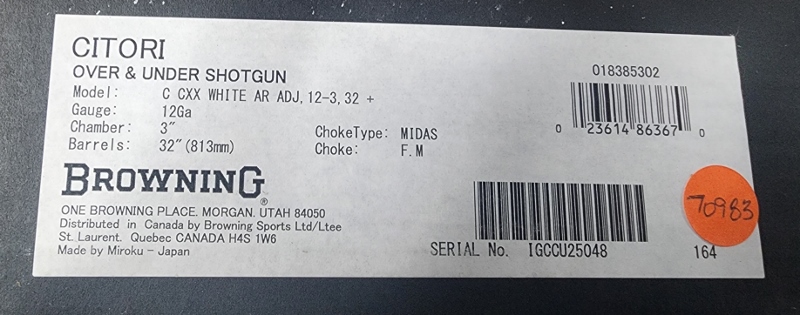 CITORI
OVER & UNDER SHOTGUN
Model: C CXX WHITE AR ADJ, 12-3, 32 +
Gauge: 12Ga
Chamber: 3″
Barrels: 32″(813mm)
ChokeType: MIDAS
Choke: F.M
BROWNING®
ONE BROWNING PLACE. MORGAN. UTAH 84050
Distributed in Canada by Browning Sports Ltd/Ltee
St. Laurent. Quebec CANADA H4S 1W6
Made by Miroku - Japan
018385302
0 23614 86367 0
70983
SERIAL No. IGCCU25048
164